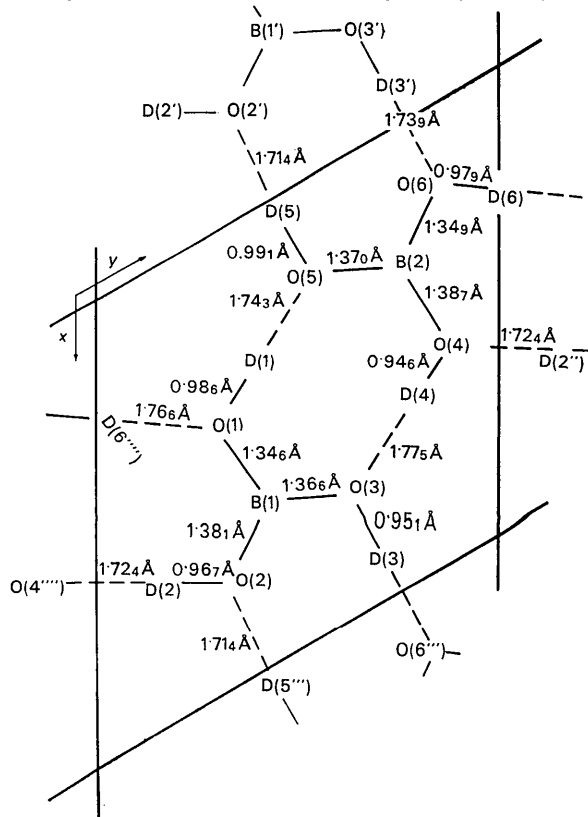 B(1') O(3')
D(3')
D(2') O(2')
1·73₉Å
1·71₄Å
0·97₉Å
O(6) D(6)
D(5)
1·34₉Å
0·99₁Å 1·37₀Å
O(5) B(2)
y
1·74₃Å 1·38₇Å
x
O(4) 1·72₄Å
D(1) 0·94₆Å D(2'')
0·98₆Å D(4)
1·76₆Å
D(6'''') O(1)
1·34₆Å 1·77₅Å
1·36₆Å O(3)
B(1)
0·95₁Å
1·38₁Å
D(3)
1·72₄Å 0·96₇Å
O(4'''') D(2) O(2)
1·71₄Å
O(6''')
D(5''')